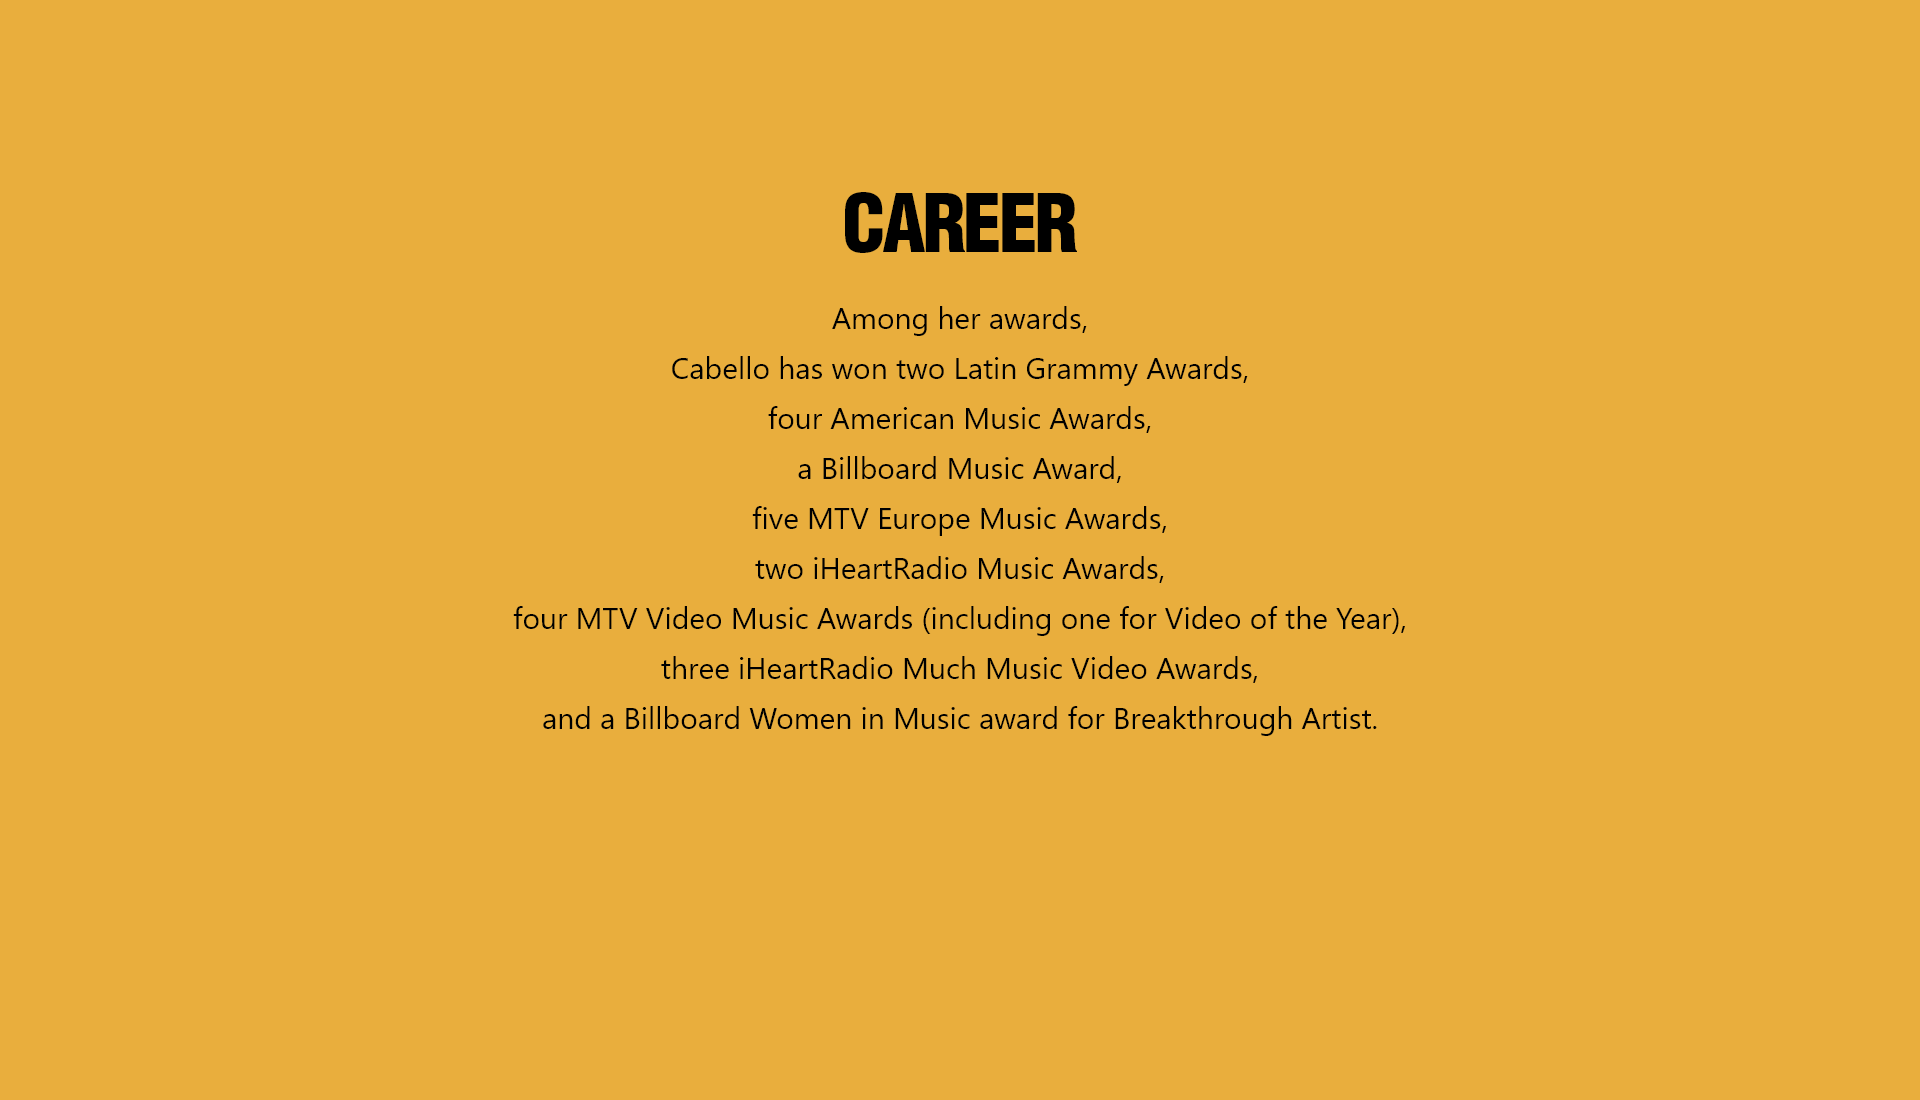 CAREER
Among her awards,
Cabello has won two Latin Grammy Awards,
four American Music Awards,
a Billboard Music Award,
five MTV Europe Music Awards,
two iHeartRadio Music Awards,
four MTV Video Music Awards (including one for Video of the Year),
three iHeartRadio Much Music Video Awards,
and a Billboard Women in Music award for Breakthrough Artist.